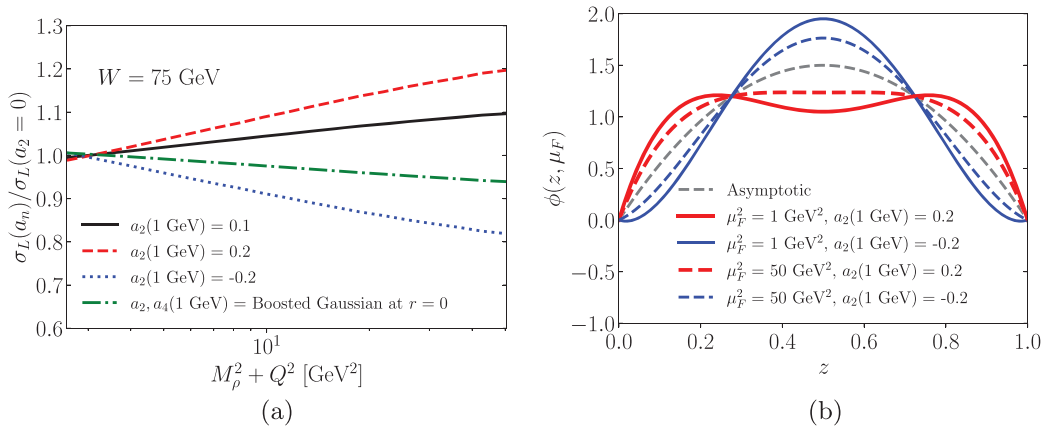 σ_L(a_n)/σ_L(a_2 = 0)
1.3
1.2
1.1
1.0
0.9
0.8
0.7
0.6
W = 75 GeV
a_2(1 GeV) = 0.1
a_2(1 GeV) = 0.2
a_2(1 GeV) = -0.2
a_2, a_4(1 GeV) = Boosted Gaussian at r = 0
10^1
M_ρ^2 + Q^2 [GeV^2]
(a)
ϕ(z, μ_F)
2.0
1.5
1.0
0.5
0.0
−0.5
−1.0
Asymptotic
μ_F^2 = 1 GeV^2, a_2(1 GeV) = 0.2
μ_F^2 = 1 GeV^2, a_2(1 GeV) = -0.2
μ_F^2 = 50 GeV^2, a_2(1 GeV) = 0.2
μ_F^2 = 50 GeV^2, a_2(1 GeV) = -0.2
0.0 0.2 0.4 0.6 0.8 1.0
z
(b)